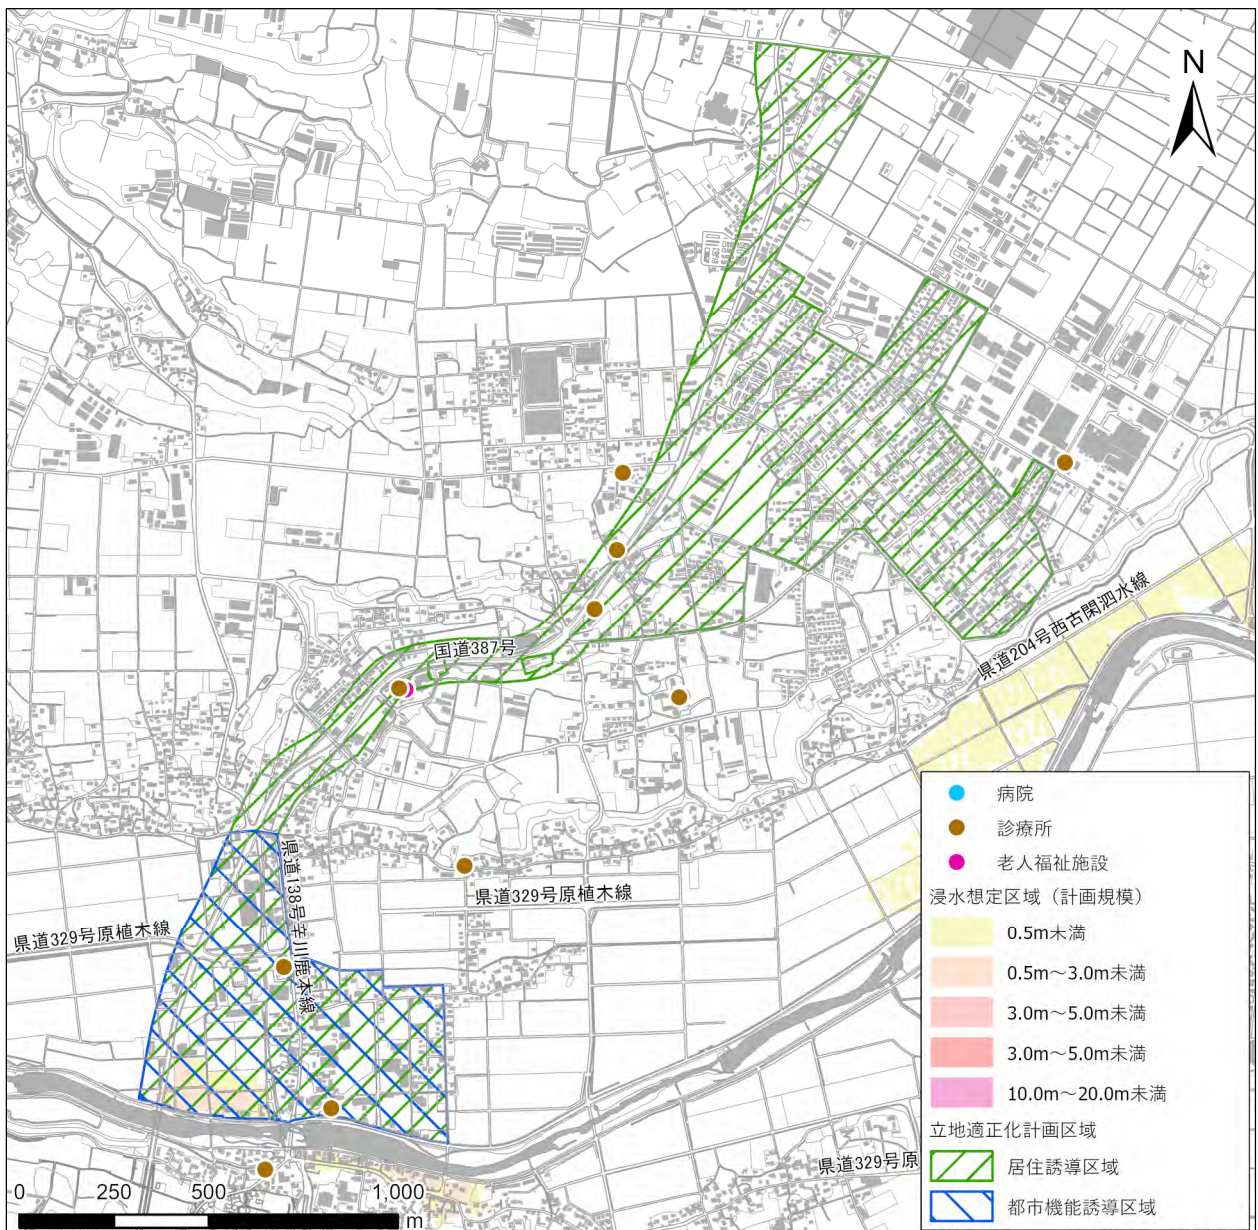 N
県道204号西古閑泗水線
国道387号
県道138号辛川鹿本線
県道329号原植木線
県道329号原植木線
県道329号原
0 250 500 1,000
m
病院
診療所
老人福祉施設
浸水想定区域（計画規模）
0.5m未満
0.5m～3.0m未満
3.0m～5.0m未満
3.0m～5.0m未満
10.0m～20.0m未満
立地適正化計画区域
居住誘導区域
都市機能誘導区域